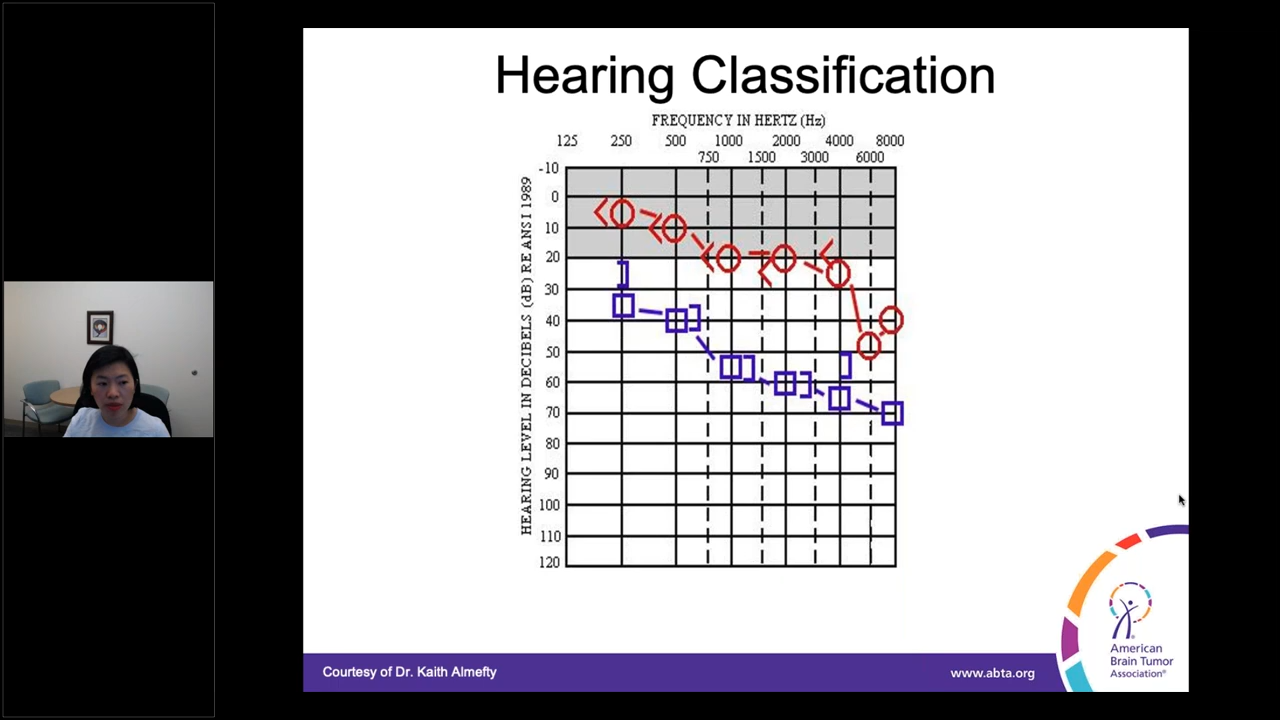 Hearing Classification
FREQUENCY IN HERTZ (Hz)
125 250 500 1000 2000 4000 8000
750 1500 3000 6000
HEARING LEVEL IN DECIBELS (dB) RE ANSI 1989
-10
0
10
20
30
40
50
60
70
80
90
100
110
120
American
Brain Tumor
Association®
Courtesy of Dr. Kaith Almefty
www.abta.org